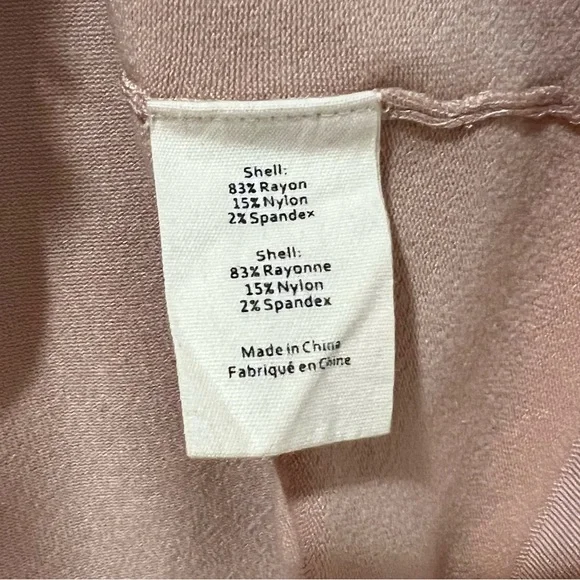 Shell:
83% Rayon
15% Nylon
2% Spandex
Shell:
83% Rayonne
15% Nylon
2% Spandex
Made in China
Fabriqué en Chine